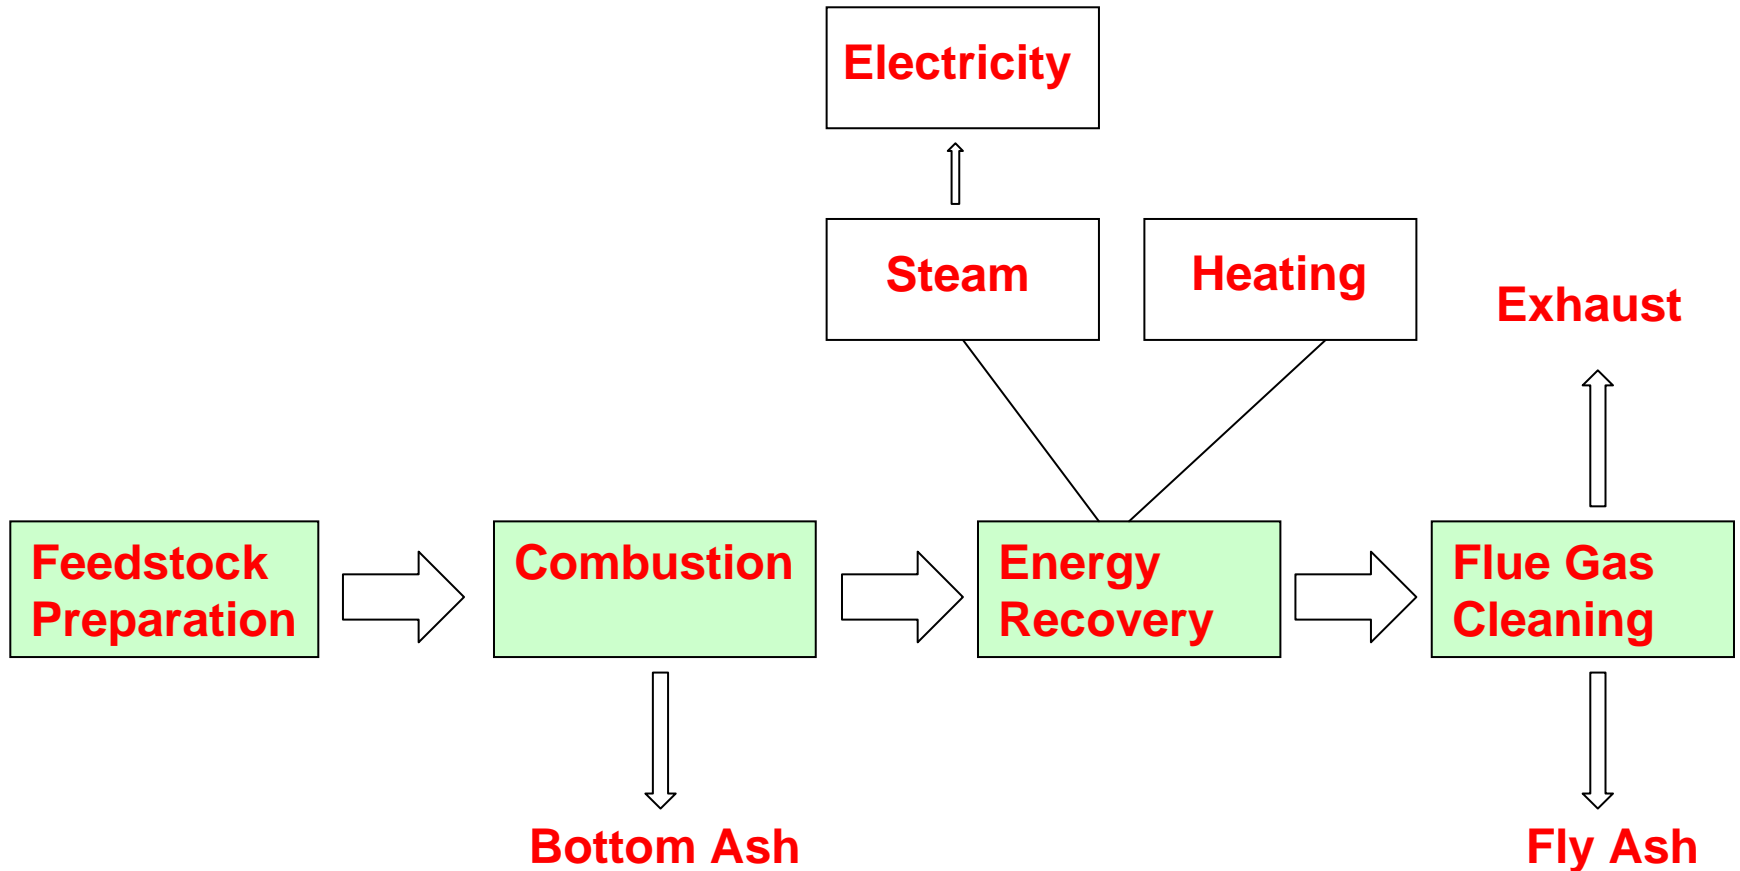 Electricity
Steam
Heating
Exhaust
Feedstock
Preparation
Combustion
Energy
Recovery
Flue Gas
Cleaning
Bottom Ash
Fly Ash